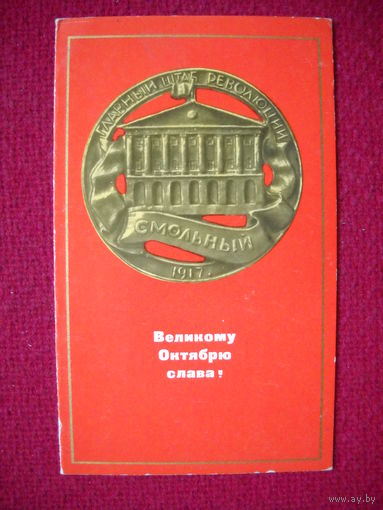 ГЛАВНЫЙ ШТАБ РЕВОЛЮЦИИ
СМОЛЬНЫЙ
1917.
Великому
Октябрю
слава!
www.ay.by